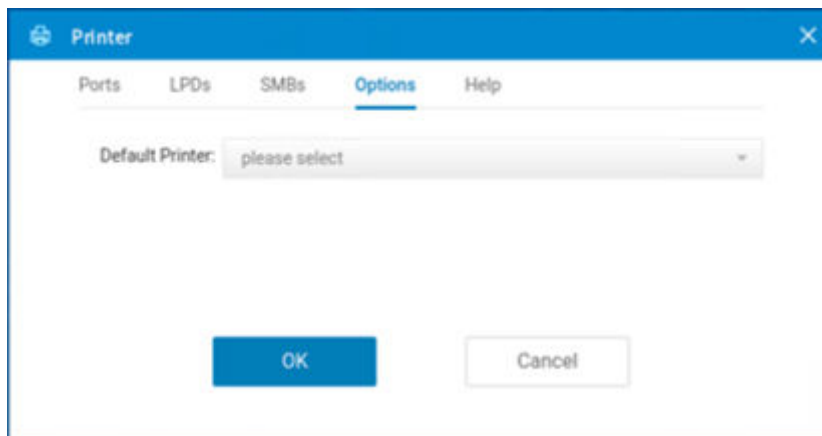 Printer
Ports LPDs SMBs Options Help
Default Printer: please select
OK Cancel